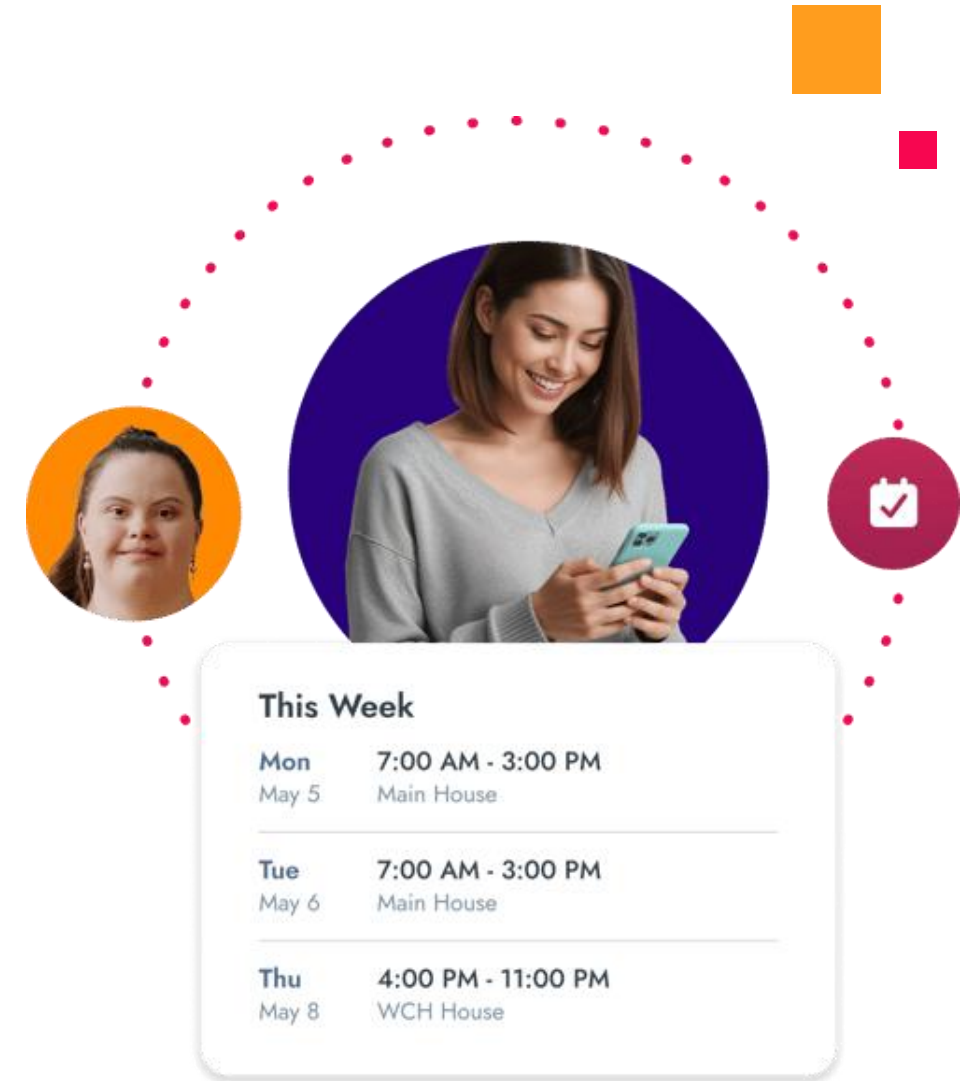 This Week
Mon 7:00 AM - 3:00 PM
May 5 Main House
Tue 7:00 AM - 3:00 PM
May 6 Main House
Thu 4:00 PM - 11:00 PM
May 8 WCH House